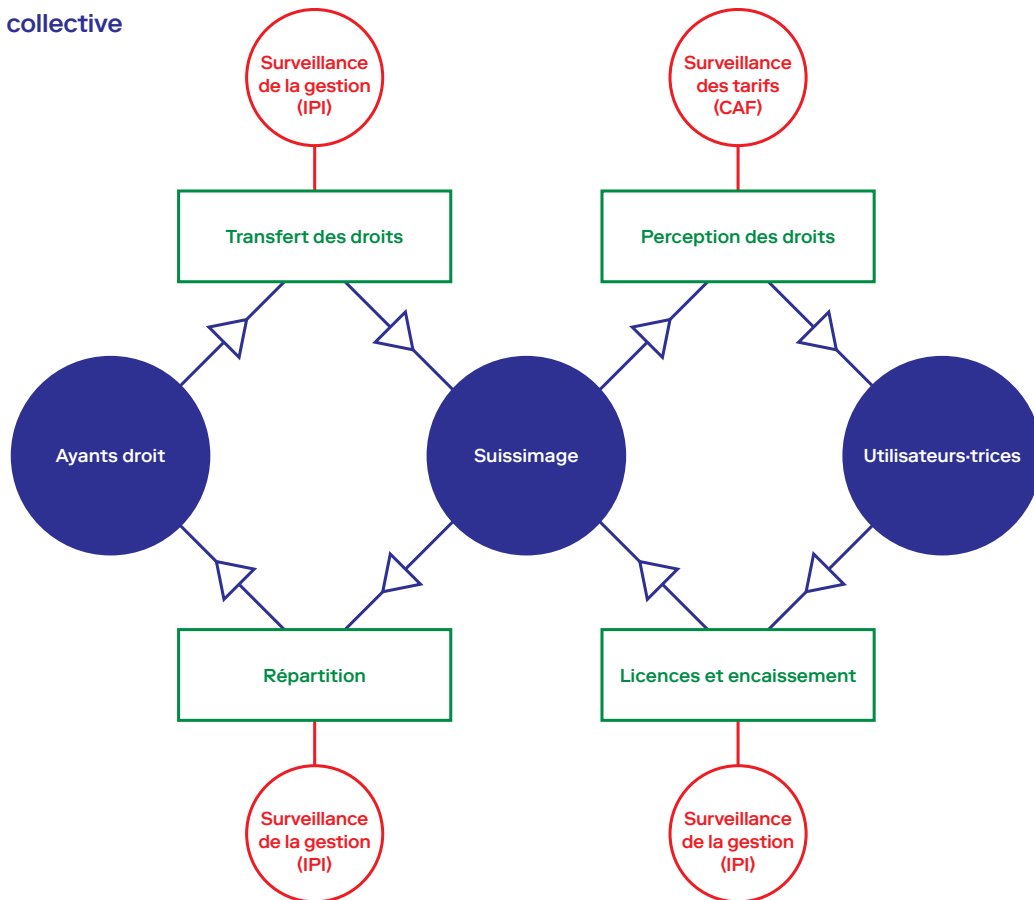 collective
Surveillance
de la gestion
(IPI)
Surveillance
des tarifs
(CAF)
Transfert des droits
Perception des droits
Ayants droit
Suissimage
Utilisateurs·trices
Répartition
Licences et encaissement
Surveillance
de la gestion
(IPI)
Surveillance
de la gestion
(IPI)